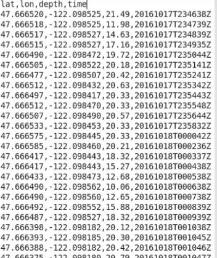 lat,lon,depth,time
47.666520,-122.098525,21.49,20161017T234638Z
47.666518,-122.098525,11.98,20161017T234739Z
47.666517,-122.098527,14.63,20161017T234839Z
47.666515,-122.098527,17.16,20161017T234935Z
47.666490,-122.098472,19.72,20161017T235044Z
47.666505,-122.098522,20.18,20161017T235141Z
47.666477,-122.098507,20.42,20161017T235241Z
47.666512,-122.098432,20.63,20161017T235342Z
47.666497,-122.098417,20.33,20161017T235443Z
47.666512,-122.098470,20.33,20161017T235548Z
47.666507,-122.098490,20.57,20161017T235644Z
47.666533,-122.098453,20.33,20161017T235832Z
47.666575,-122.098445,20.33,20161018T000042Z
47.666585,-122.098460,20.21,20161018T000236Z
47.666417,-122.098443,18.32,20161018T000337Z
47.666417,-122.098443,15.27,20161018T000438Z
47.666433,-122.098473,12.68,20161018T000538Z
47.666490,-122.098562,10.06,20161018T000638Z
47.666490,-122.098560,12.65,20161018T000738Z
47.666492,-122.098552,15.88,20161018T000839Z
47.666487,-122.098527,18.32,20161018T000939Z
47.666398,-122.098182,20.12,20161018T001038Z
47.666393,-122.098185,20.30,20161018T001045Z
47.666388,-122.098182,20.42,20161018T001046Z